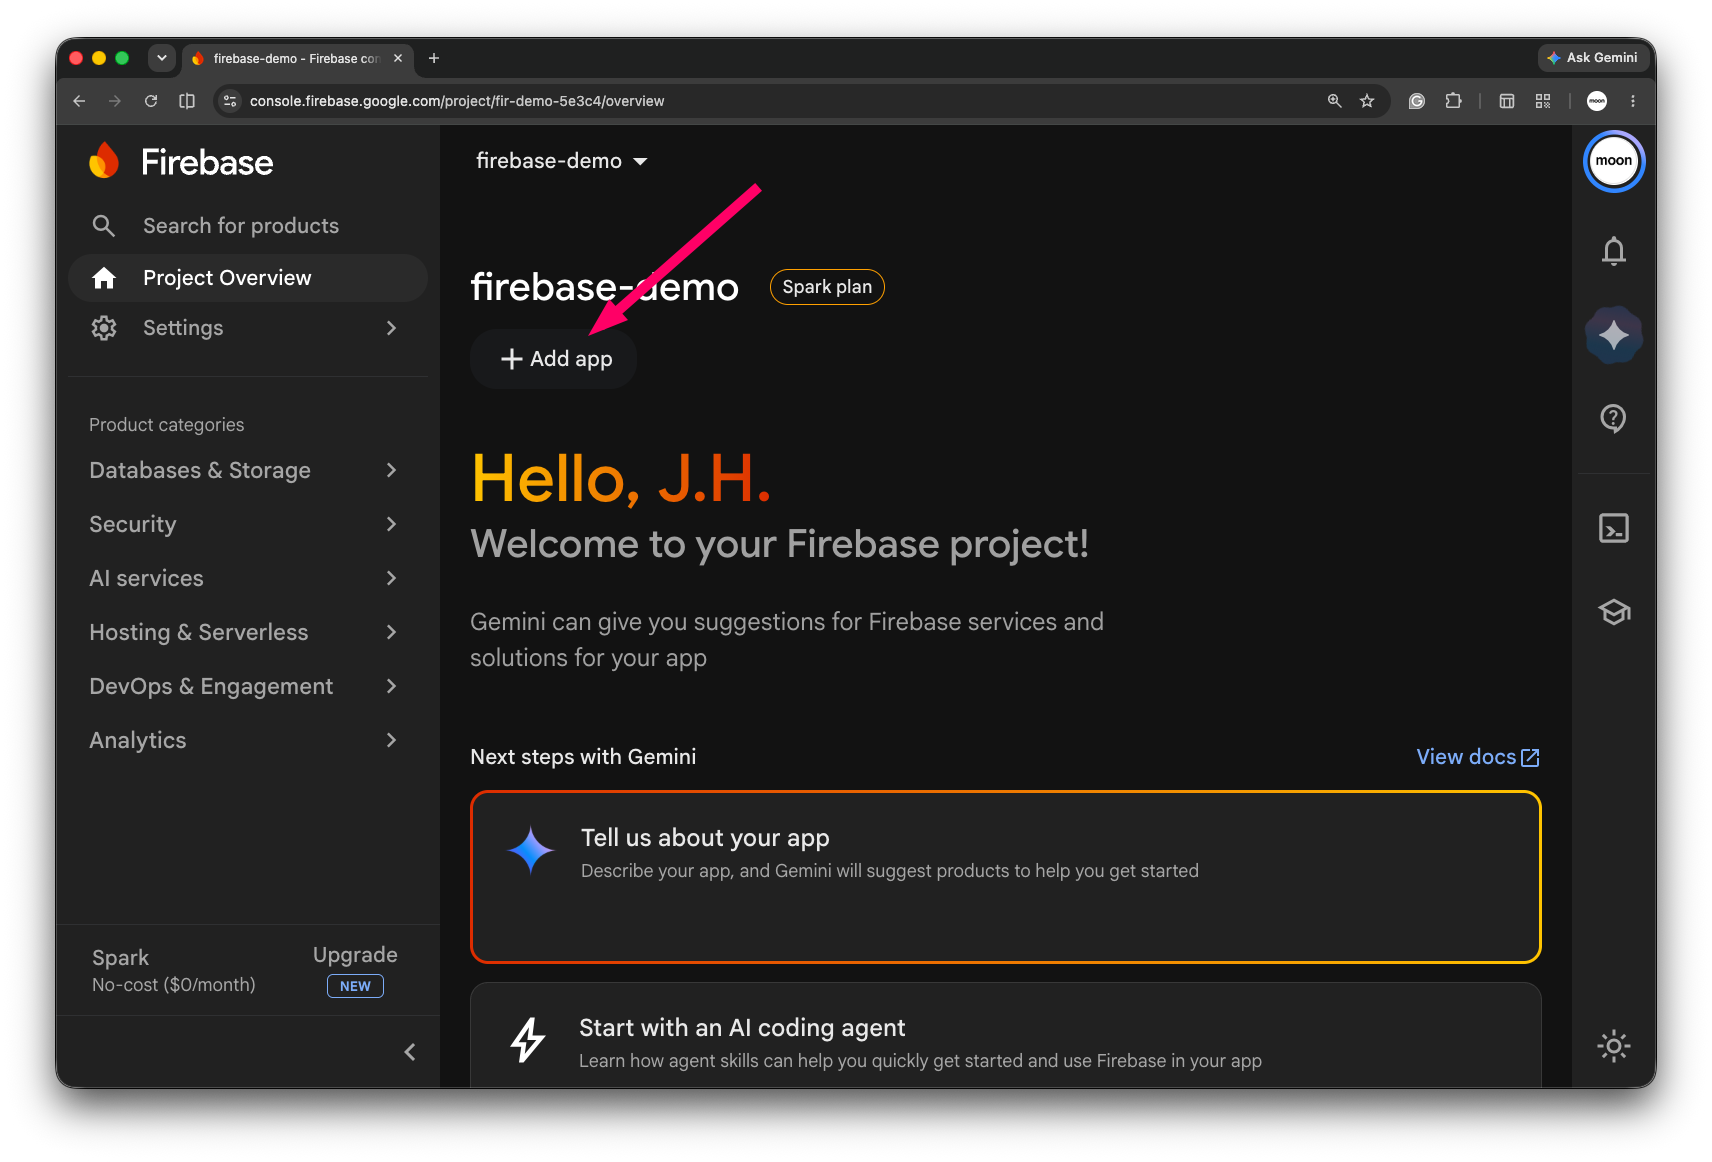 firebase-demo - Firebase con
Ask Gemini
console.firebase.google.com/project/fir-demo-5e3c4/overview
moon
Firebase
Search for products
Project Overview
Settings
Product categories
Databases & Storage
Security
AI services
Hosting & Serverless
DevOps & Engagement
Analytics
Spark
No-cost ($0/month)
Upgrade
NEW
firebase-demo
firebase-demo
Spark plan
Add app
Hello, J.H.
Welcome to your Firebase project!
Gemini can give you suggestions for Firebase services and
solutions for your app
Next steps with Gemini
View docs
Tell us about your app
Describe your app, and Gemini will suggest products to help you get started
Start with an AI coding agent
Learn how agent skills can help you quickly get started and use Firebase in your app
moon